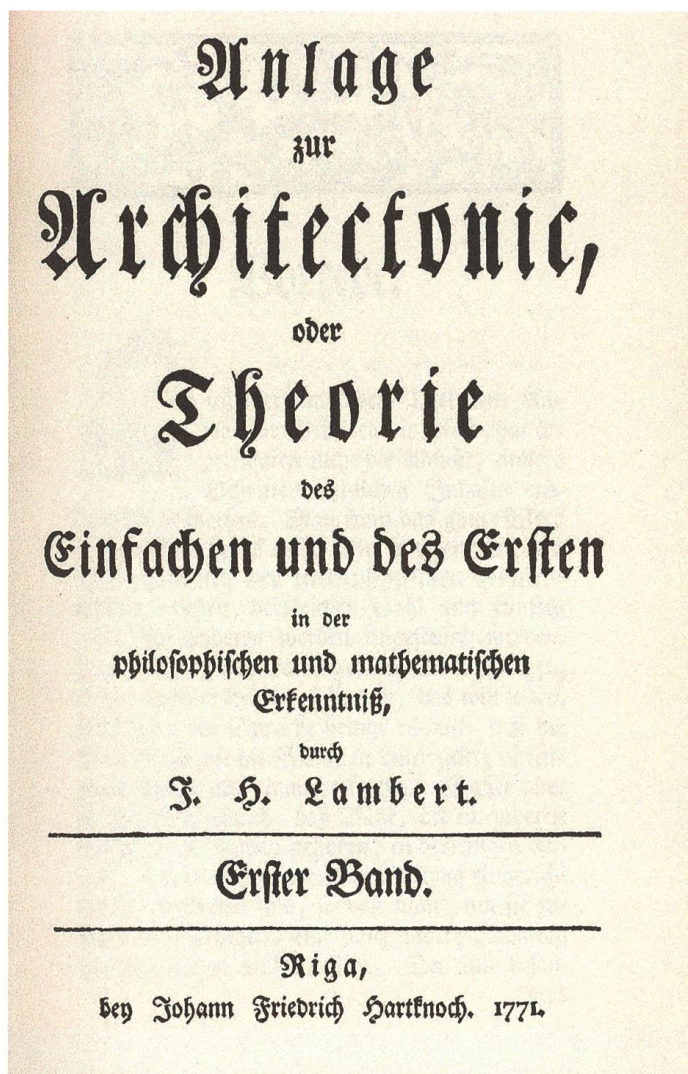 Anlage
zur
Architectonic,
oder
Theorie
des
Einfachen und des Ersten
in der
philosophischen und mathematischen
Erkenntniß,
durch
J. H. Lambert.
Erster Band.
Riga,
bey Johann Friedrich Hartknoch. 1771.